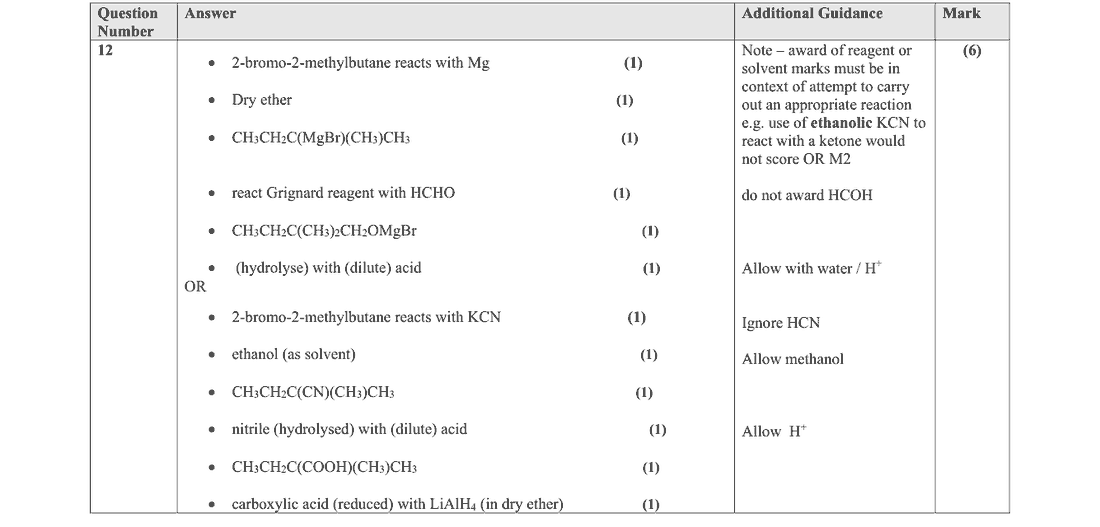 Question Number Answer Additional Guidance Mark
12
• 2-bromo-2-methylbutane reacts with Mg (1)
• Dry ether (1)
• CH₃CH₂C(MgBr)(CH₃)CH₃ (1)
Note – award of reagent or
solvent marks must be in
context of attempt to carry
out an appropriate reaction
e.g. use of ethanolic KCN to
react with a ketone would
not score OR M2
(6)
• react Grignard reagent with HCHO (1) do not award HCOH
• CH₃CH₂C(CH₃)₂CH₂OMgBr (1)
• (hydrolyse) with (dilute) acid (1) Allow with water / H⁺
OR
• 2-bromo-2-methylbutane reacts with KCN (1) Ignore HCN
• ethanol (as solvent) (1) Allow methanol
• CH₃CH₂C(CN)(CH₃)CH₃ (1)
• nitrile (hydrolysed) with (dilute) acid (1) Allow H⁺
• CH₃CH₂C(COOH)(CH₃)CH₃ (1)
• carboxylic acid (reduced) with LiAlH₄ (in dry ether) (1)